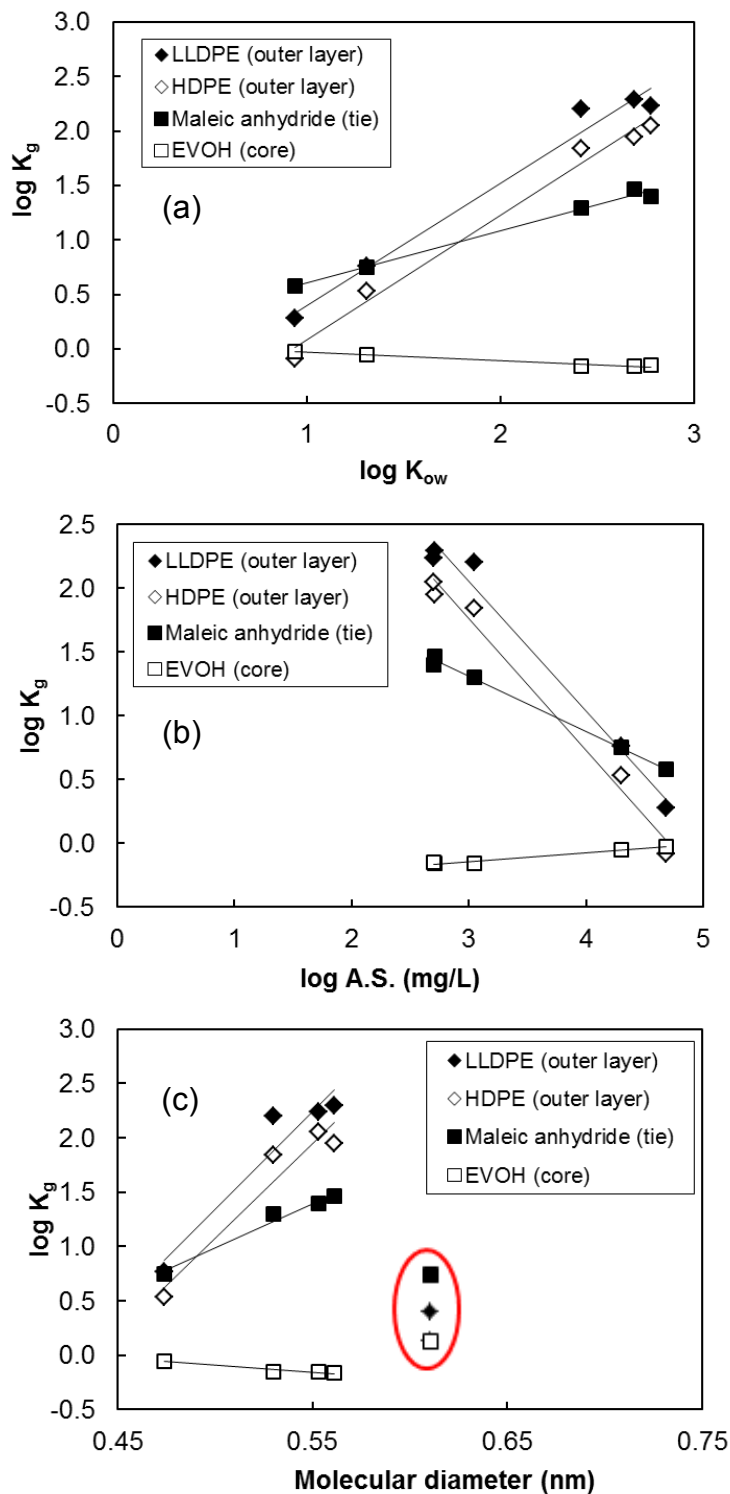 3.0
2.5
2.0
1.5
1.0
0.5
0.0
-0.5
log Kg
LLDPE (outer layer)
HDPE (outer layer)
Maleic anhydride (tie)
EVOH (core)
(a)
0 1 2 3
log Kow
2.5
2.0
1.5
1.0
0.5
0.0
-0.5
log Kg
LLDPE (outer layer)
HDPE (outer layer)
Maleic anhydride (tie)
EVOH (core)
(b)
0 1 2 3 4 5
log A.S. (mg/L)
3.0
2.5
2.0
1.5
1.0
0.5
0.0
-0.5
log Kg
(c)
LLDPE (outer layer)
HDPE (outer layer)
Maleic anhydride (tie)
EVOH (core)
0.45 0.55 0.65 0.75
Molecular diameter (nm)